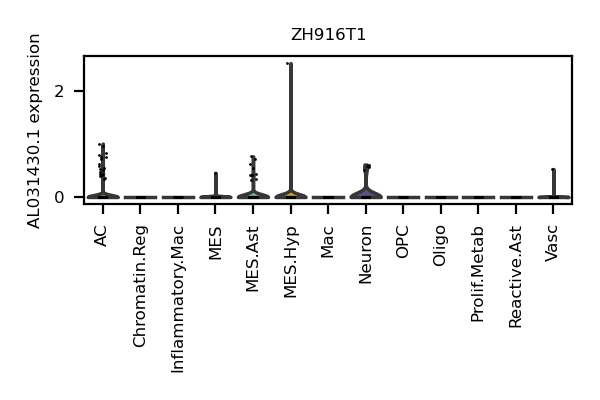 ZH916T1
AL031430.1 expression
2
0
AC
Chromatin.Reg
Inflammatory.Mac
MES
MES.Ast
MES.Hyp
Mac
Neuron
OPC
Oligo
Prolif.Metab
Reactive.Ast
Vasc